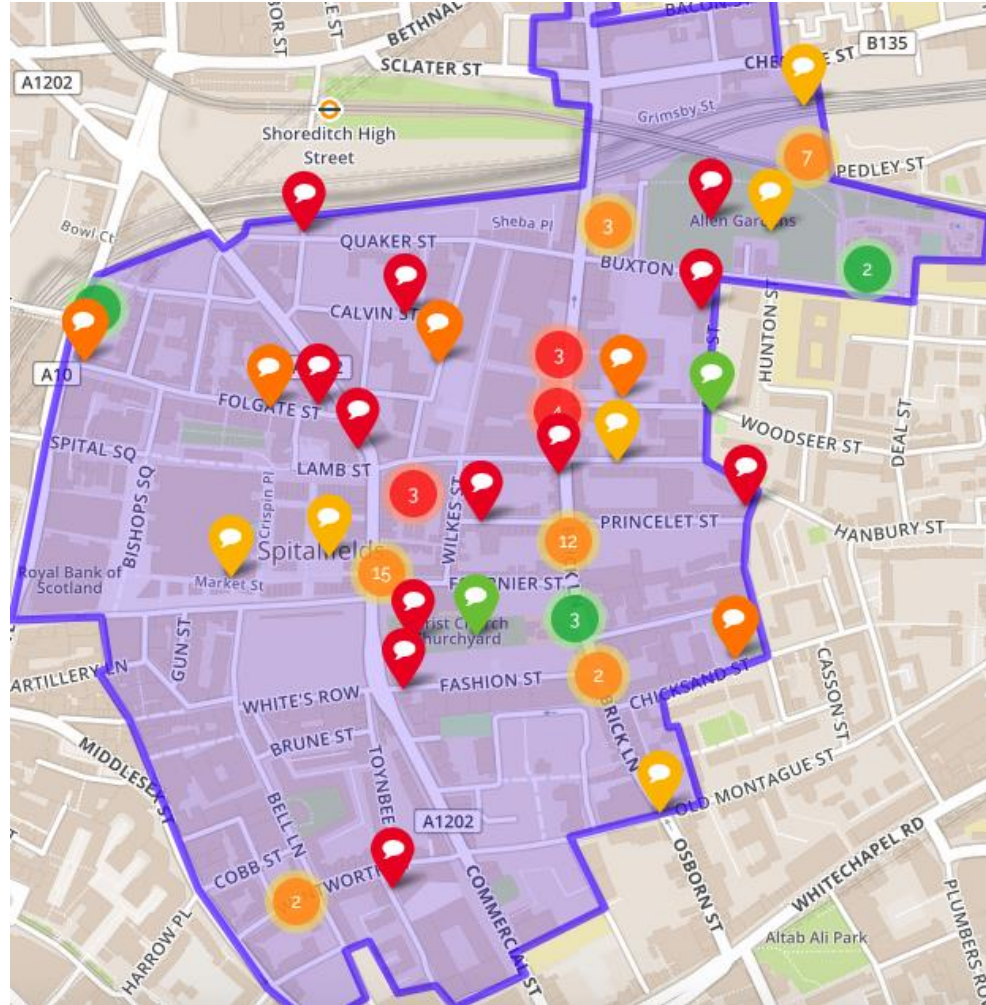 BACON ST
BETHNAL
SCLATER ST
B135
A1202
Grimsby St
Shoreditch High
Street
7
PEDLEY ST
Allen Gardens
Bowl Ct
Sheba Pl
3
QUAKER ST
BUXTON
2
CALVIN ST
ST
HUNTON ST
3
A10
FOLGATE ST
4
WOODSEER ST
DEAL ST
SPITAL SQ
LAMB ST
BISHOPS SQ
Crispin Pl
3
WILKES ST
PRINCELET ST
HANBURY ST
12
Spitalfields
15
Royal Bank of
Scotland
Market St
ST
3
Churchyard
GUN ST
ARTILLERY LN
FASHION ST
2
CHICKSAND ST
CASSON ST
WHITE'S ROW
BRICK LN
BRUNE ST
MIDDLESEX ST
TOYNBEE
OLD MONTAGUE ST
BELL LN
A1202
COBB ST
OSBORN ST
WHITECHAPEL RD
2
COMMERCIAL ST
HARROW PL
Altab Ali Park
PLUMBERS RO